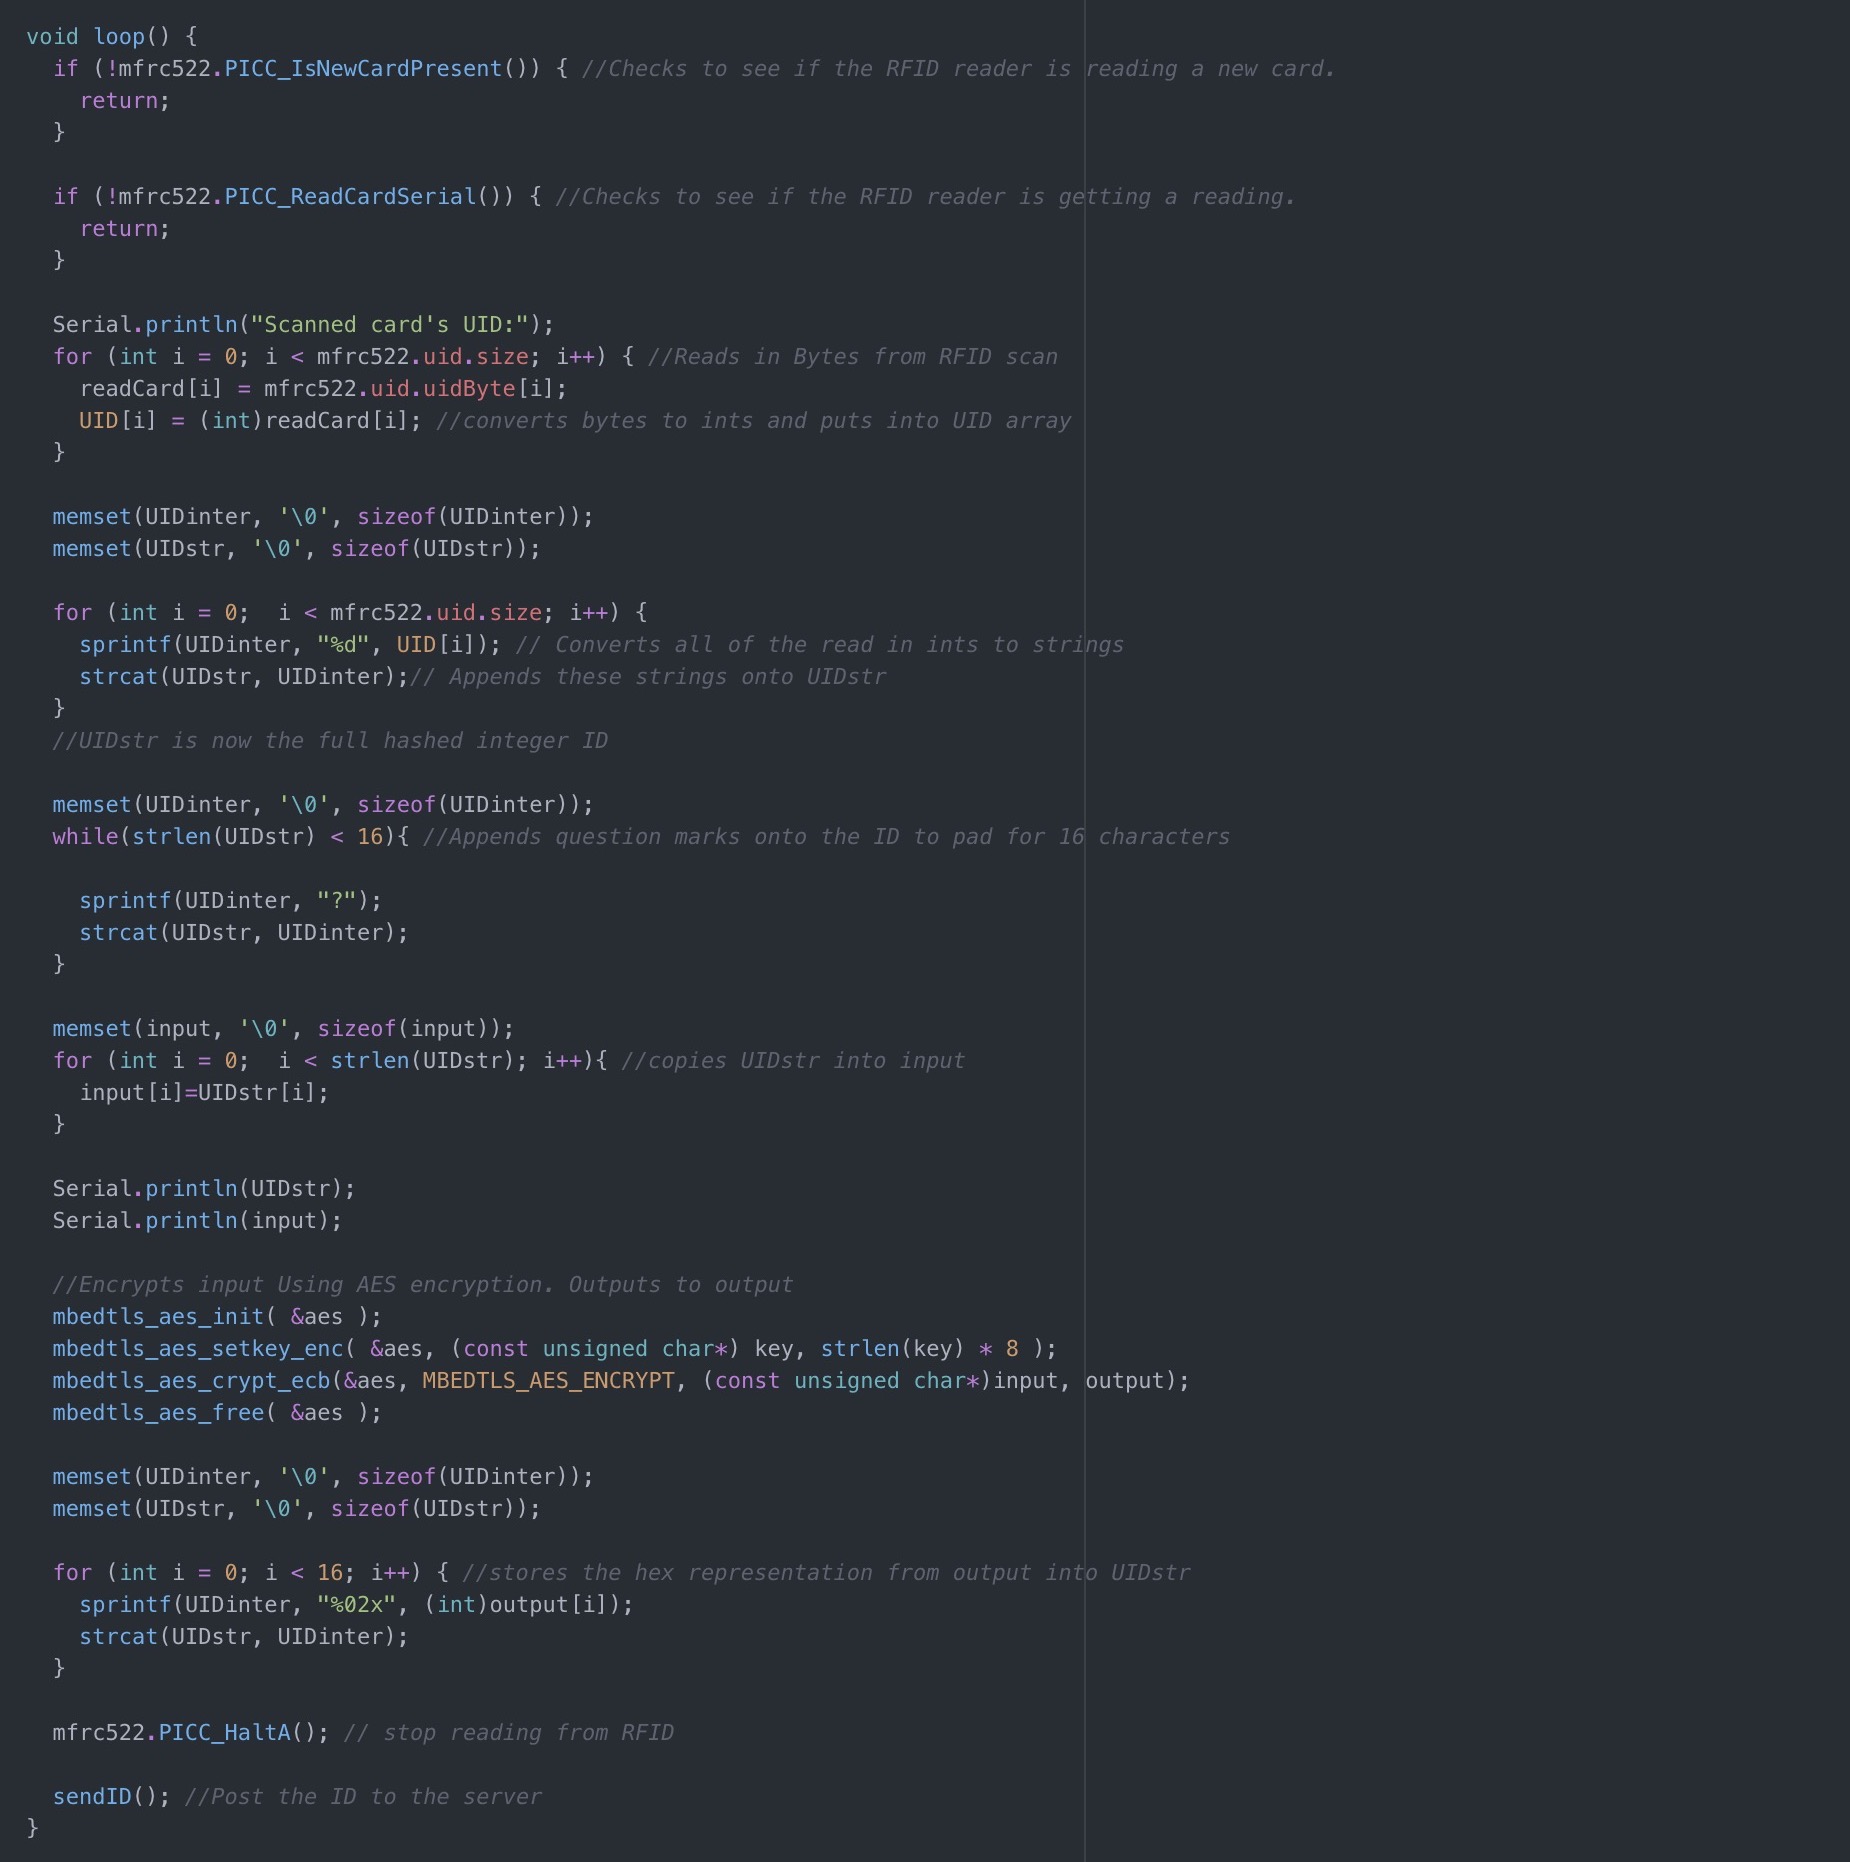 void loop() {
  if (!mfrc522.PICC_IsNewCardPresent()) { //Checks to see if the RFID reader is reading a new card.
    return;
  }

  if (!mfrc522.PICC_ReadCardSerial()) { //Checks to see if the RFID reader is getting a reading.
    return;
  }

  Serial.println("Scanned card's UID:");
  for (int i = 0; i < mfrc522.uid.size; i++) { //Reads in Bytes from RFID scan
    readCard[i] = mfrc522.uid.uidByte[i];
    UID[i] = (int)readCard[i]; //converts bytes to ints and puts into UID array
  }

  memset(UIDinter, '\0', sizeof(UIDinter));
  memset(UIDstr, '\0', sizeof(UIDstr));

  for (int i = 0;  i < mfrc522.uid.size; i++) {
    sprintf(UIDinter, "%d", UID[i]); // Converts all of the read in ints to strings
    strcat(UIDstr, UIDinter);// Appends these strings onto UIDstr
  }
  //UIDstr is now the full hashed integer ID

  memset(UIDinter, '\0', sizeof(UIDinter));
  while(strlen(UIDstr) < 16){ //Appends question marks onto the ID to pad for 16 characters

    sprintf(UIDinter, "?");
    strcat(UIDstr, UIDinter);
  }

  memset(input, '\0', sizeof(input));
  for (int i = 0;  i < strlen(UIDstr); i++){ //copies UIDstr into input
    input[i]=UIDstr[i];
  }

  Serial.println(UIDstr);
  Serial.println(input);

  //Encrypts input Using AES encryption. Outputs to output
  mbedtls_aes_init( &aes );
  mbedtls_aes_setkey_enc( &aes, (const unsigned char*) key, strlen(key) * 8 );
  mbedtls_aes_crypt_ecb(&aes, MBEDTLS_AES_ENCRYPT, (const unsigned char*)input, output);
  mbedtls_aes_free( &aes );

  memset(UIDinter, '\0', sizeof(UIDinter));
  memset(UIDstr, '\0', sizeof(UIDstr));

  for (int i = 0; i < 16; i++) { //stores the hex representation from output into UIDstr
    sprintf(UIDinter, "%02x", (int)output[i]);
    strcat(UIDstr, UIDinter);
  }

  mfrc522.PICC_HaltA(); // stop reading from RFID

  sendID(); //Post the ID to the server
}